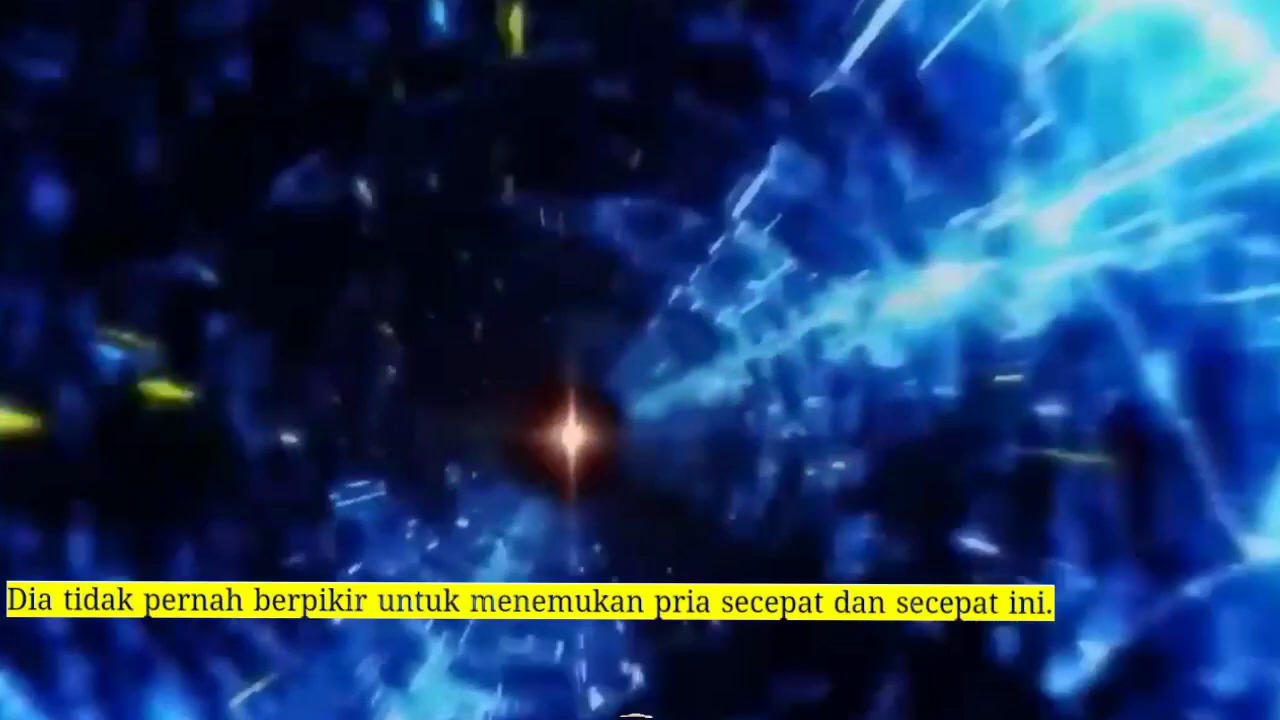 Dia tidak pernah berpikir untuk menemukan pria secepat dan secepat ini.